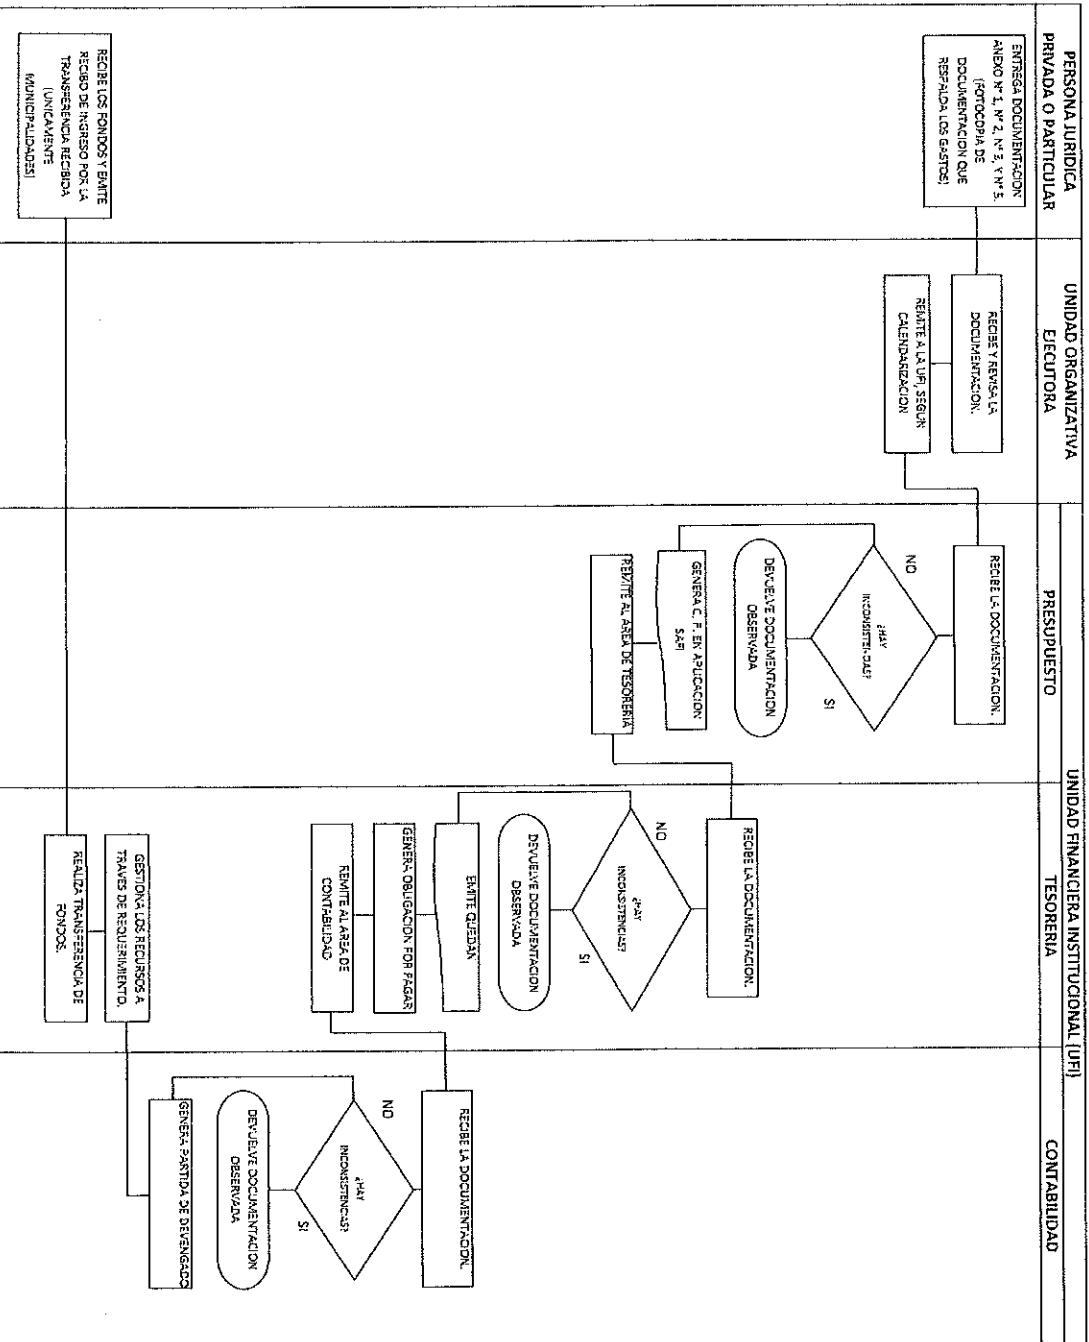 PERSONA JURIDICA
PRIVADA O PARTICULAR
UNIDAD ORGANIZATIVA
EJECUTORA
UNIDAD FINANCIERA INSTITUCIONAL (UFI)
PRESUPUESTO
TESORERIA
CONTABILIDAD
ENTREGA DOCUMENTACION
ANEXO N° 1, N° 2, N° 3, Y N° 5.
(FOTOCOPIA DE
DOCUMENTACION QUE
RESPALDA LOS GASTOS)
RECIBE Y REVISA LA
DOCUMENTACION.
REMITE A LA UFI, SEGUN
CALENDARIZACION
RECIBE LA DOCUMENTACION.
¿HAY
INCONSISTENCIAS?
NO
SI
DEVUELVE DOCUMENTACION
OBSERVADA
GENERA C. P. EN APLICACION
SAFI
REMITE AL AREA DE TESORERIA
RECIBE LA DOCUMENTACION.
¿HAY
INCONSISTENCIAS?
NO
SI
DEVUELVE DOCUMENTACION
OBSERVADA
EMITE QUEDAN
GENERA OBLIGACION POR PAGAR
REMITE AL AREA DE
CONTABILIDAD
RECIBE LA DOCUMENTACION.
¿HAY
INCONSISTENCIAS?
NO
SI
DEVUELVE DOCUMENTACION
OBSERVADA
GENERA PARTIDA DE DEVENGADO
GESTIONA LOS RECURSOS A
TRAVES DE REQUERIMIENTO.
REALIZA TRANSFERENCIA DE
FONDOS.
RECIBE LOS FONDOS Y EMITE
RECIBO DE INGRESO POR LA
TRANSFERENCIA RECIBIDA
(UNICAMENTE
MUNICIPALIDADES)